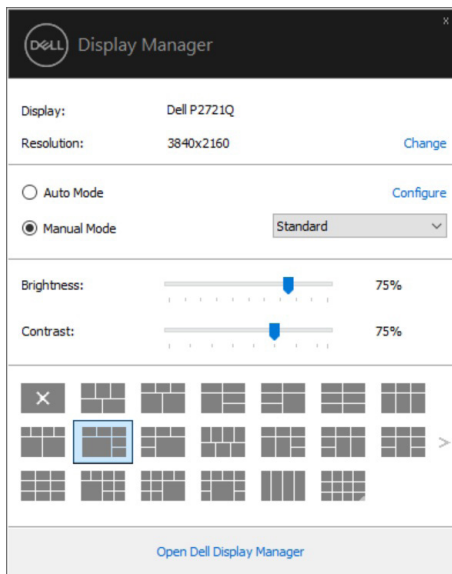 x
DELL Display Manager
Display: Dell P2721Q
Resolution: 3840x2160 Change
Auto Mode Configure
Manual Mode Standard
Brightness: 75%
Contrast: 75%
>
Open Dell Display Manager